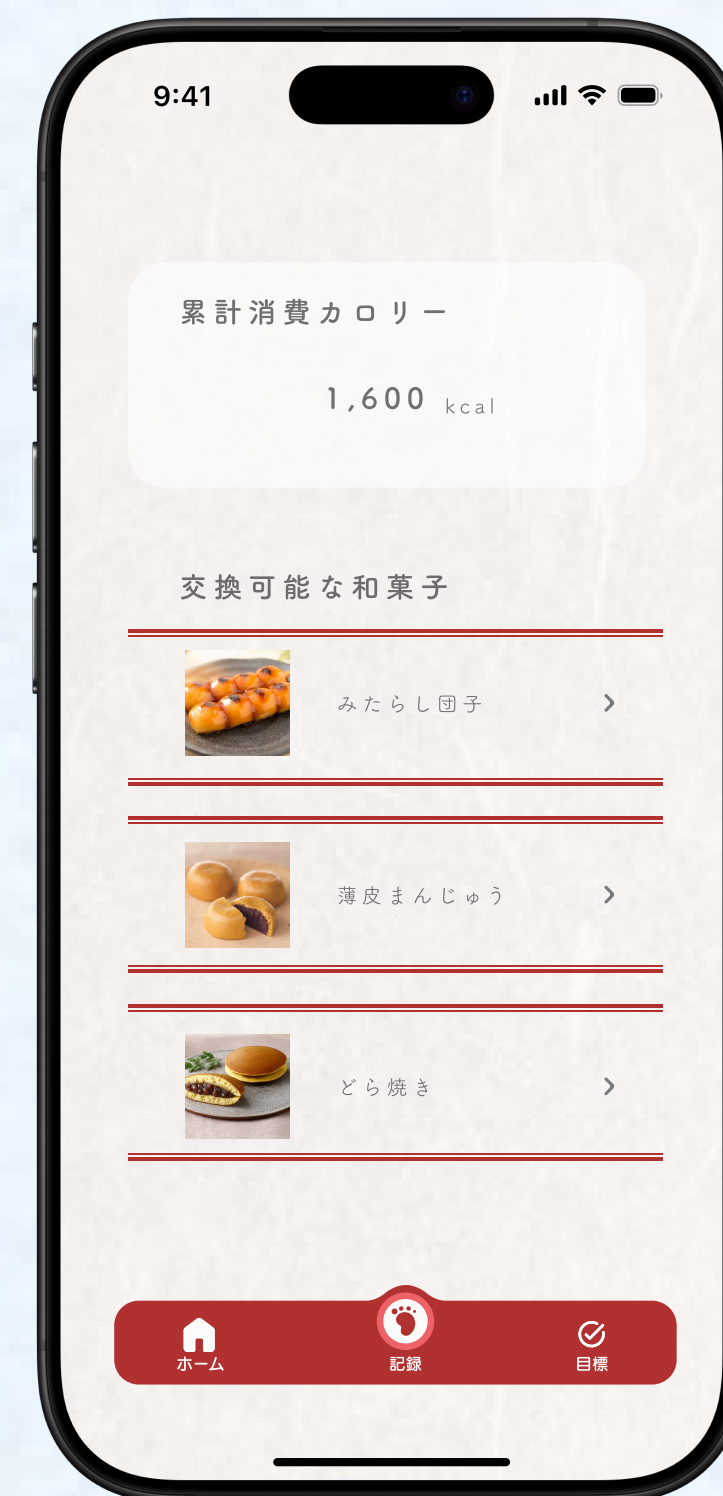 9:41
累計消費カロリー
1,600 kcal
交換可能な和菓子
みたらし団子
薄皮まんじゅう
どら焼き
ホーム
記録
目標